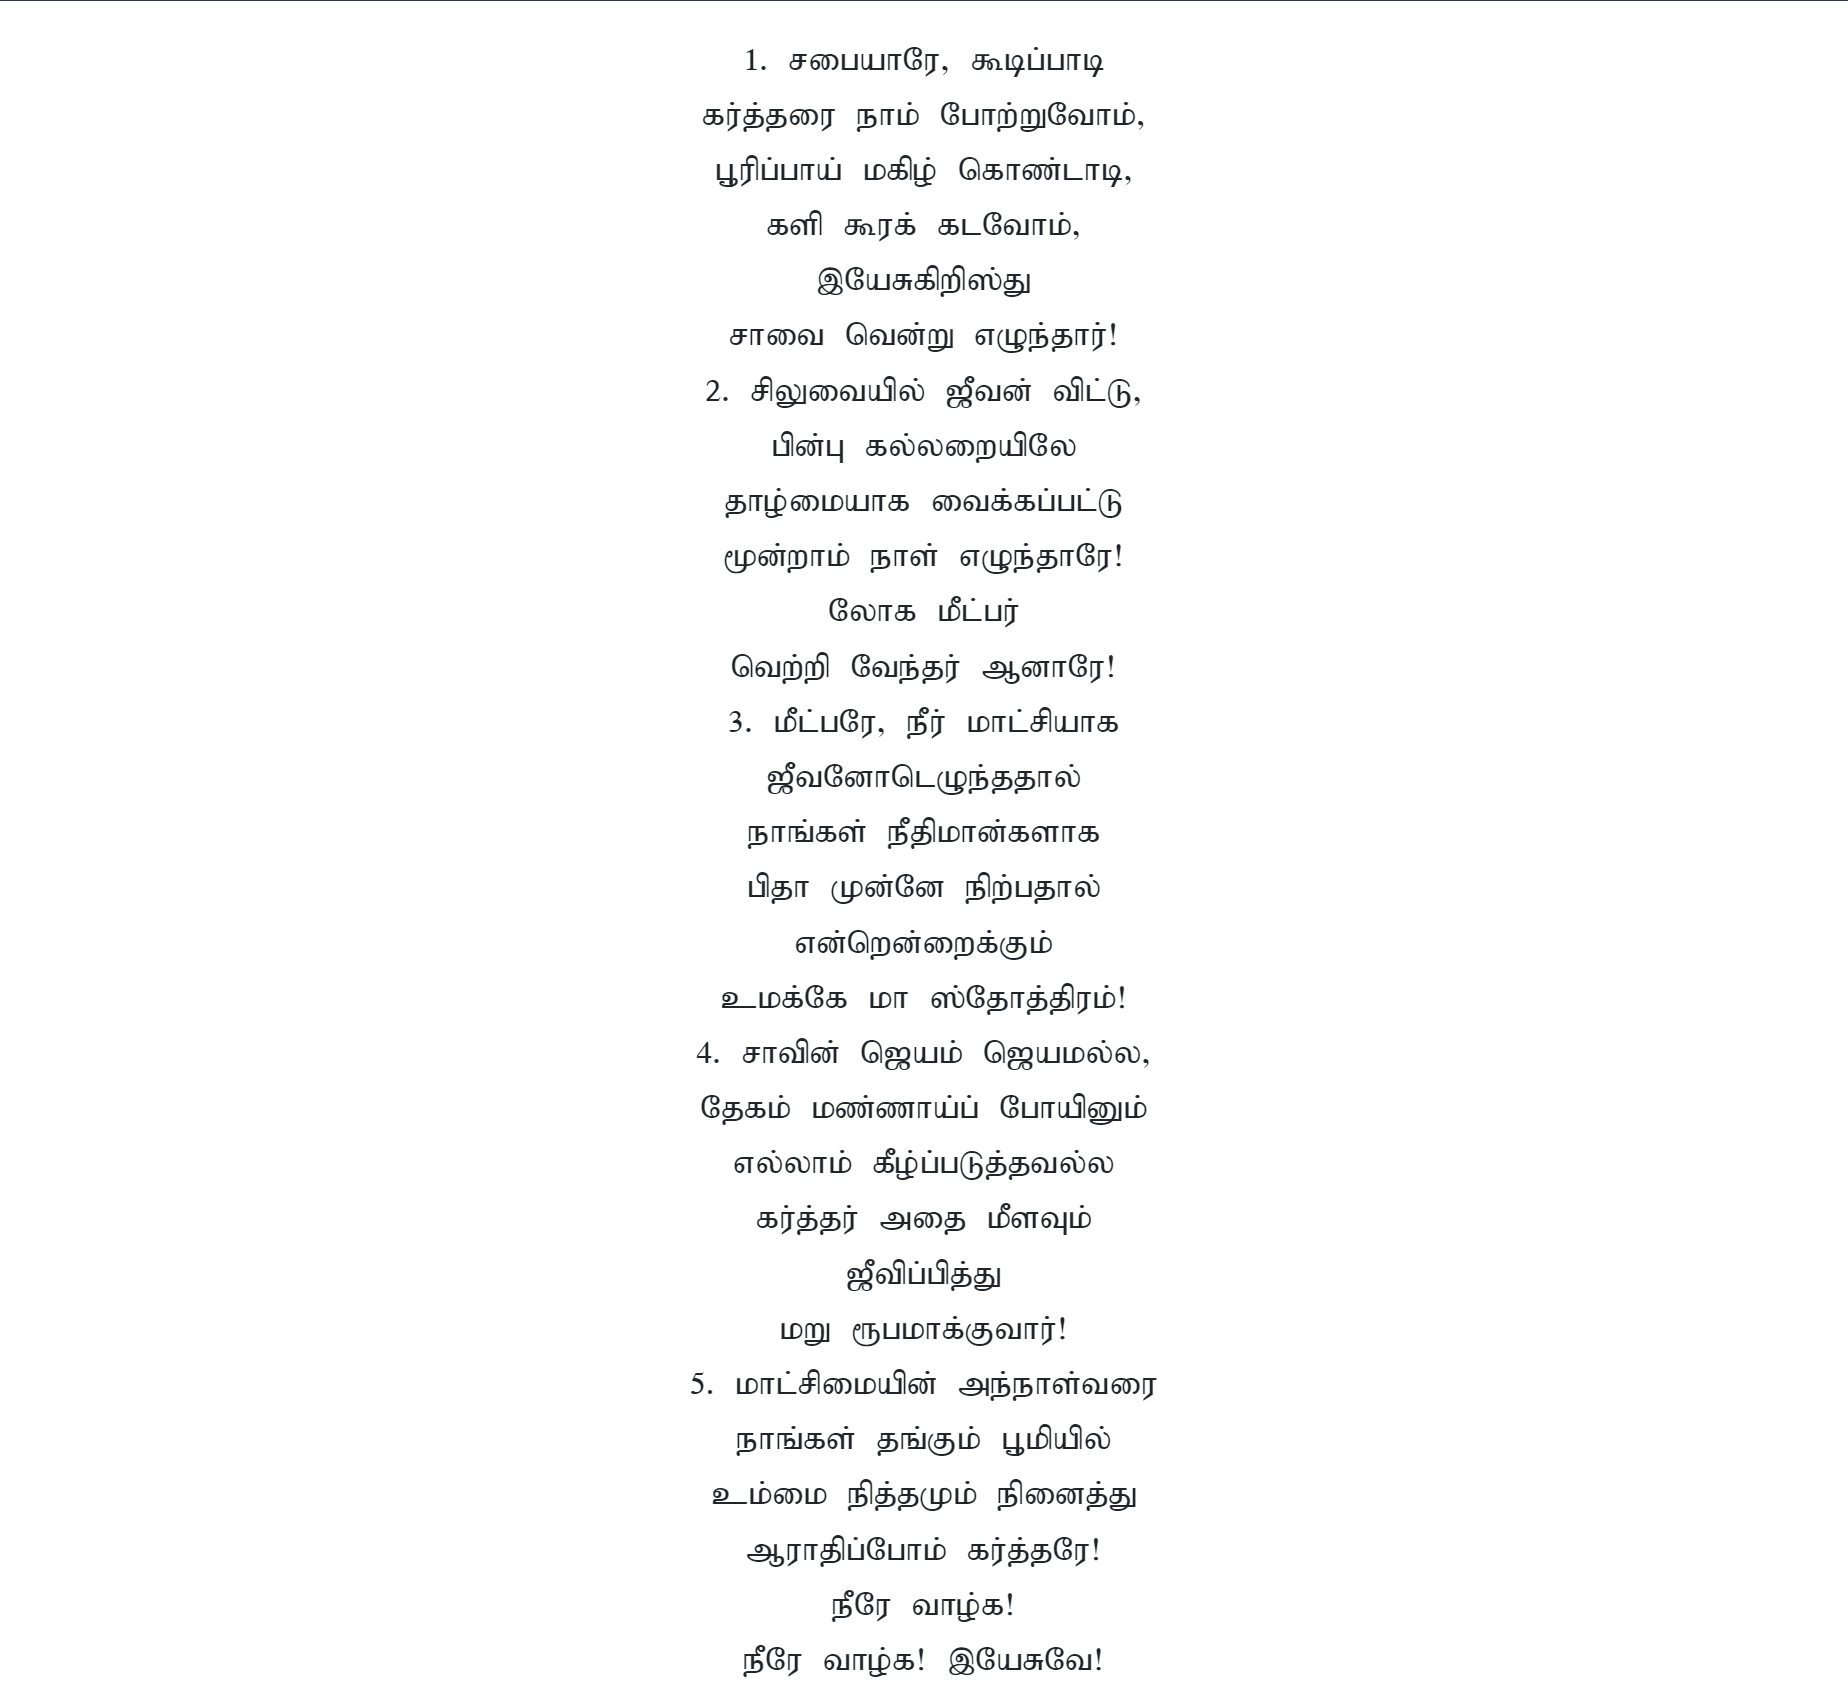 1. சபையாரே, கூடிப்பாடி
கர்த்தரை நாம் போற்றுவோம்,
பூரிப்பாய் மகிழ் கொண்டாடி,
களி கூரக் கடவோம்,
இயேசுகிறிஸ்து
சாவை வென்று எழுந்தார்!
2. சிலுவையில் ஜீவன் விட்டு,
பின்பு கல்லறையிலே
தாழ்மையாக வைக்கப்பட்டு
மூன்றாம் நாள் எழுந்தாரே!
லோக மீட்பர்
வெற்றி வேந்தர் ஆனாரே!
3. மீட்பரே, நீர் மாட்சியாக
ஜீவனோடெழுந்ததால்
நாங்கள் நீதிமான்களாக
பிதா முன்னே நிற்பதால்
என்றென்றைக்கும்
உமக்கே மா ஸ்தோத்திரம்!
4. சாவின் ஜெயம் ஜெயமல்ல,
தேகம் மண்ணாய்ப் போயினும்
எல்லாம் கீழ்ப்படுத்தவல்ல
கர்த்தர் அதை மீளவும்
ஜீவிப்பித்து
மறு ரூபமாக்குவார்!
5. மாட்சிமையின் அந்நாள்வரை
நாங்கள் தங்கும் பூமியில்
உம்மை நித்தமும் நினைத்து
ஆராதிப்போம் கர்த்தரே!
நீரே வாழ்க!
நீரே வாழ்க! இயேசுவே!